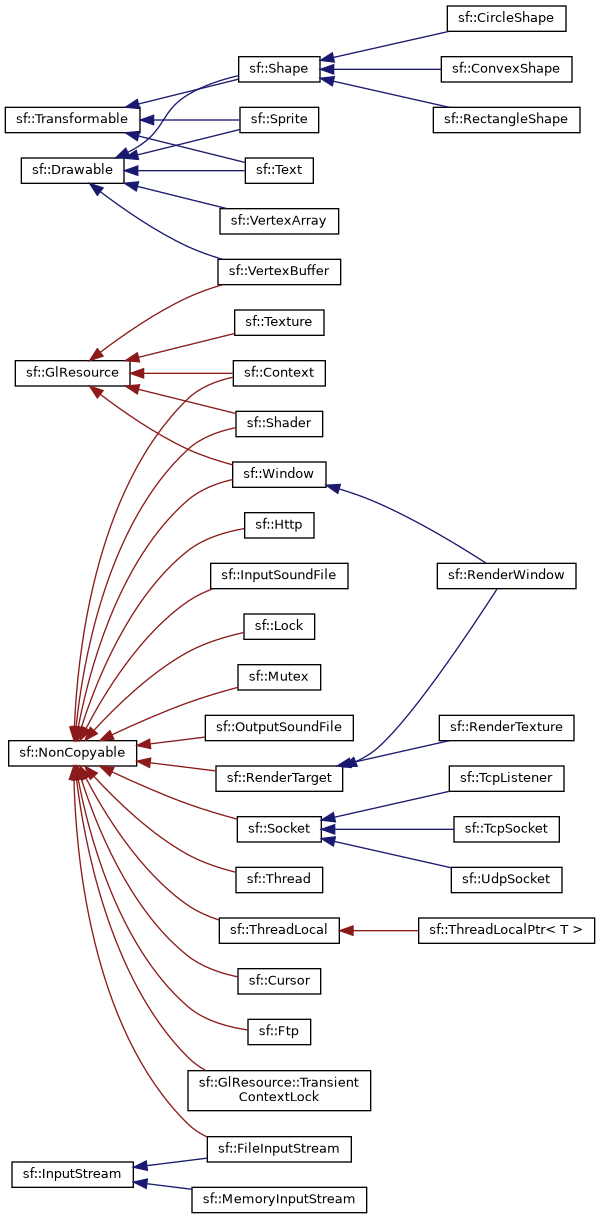 sf::CircleShape
sf::Shape
sf::ConvexShape
sf::Transformable
sf::Sprite
sf::RectangleShape
sf::Drawable
sf::Text
sf::VertexArray
sf::VertexBuffer
sf::Texture
sf::GlResource
sf::Context
sf::Shader
sf::Window
sf::Http
sf::InputSoundFile
sf::RenderWindow
sf::Lock
sf::Mutex
sf::OutputSoundFile
sf::RenderTexture
sf::NonCopyable
sf::RenderTarget
sf::TcpListener
sf::Socket
sf::TcpSocket
sf::Thread
sf::UdpSocket
sf::ThreadLocal
sf::ThreadLocalPtr< T >
sf::Cursor
sf::Ftp
sf::GlResource::Transient
ContextLock
sf::FileInputStream
sf::InputStream
sf::MemoryInputStream